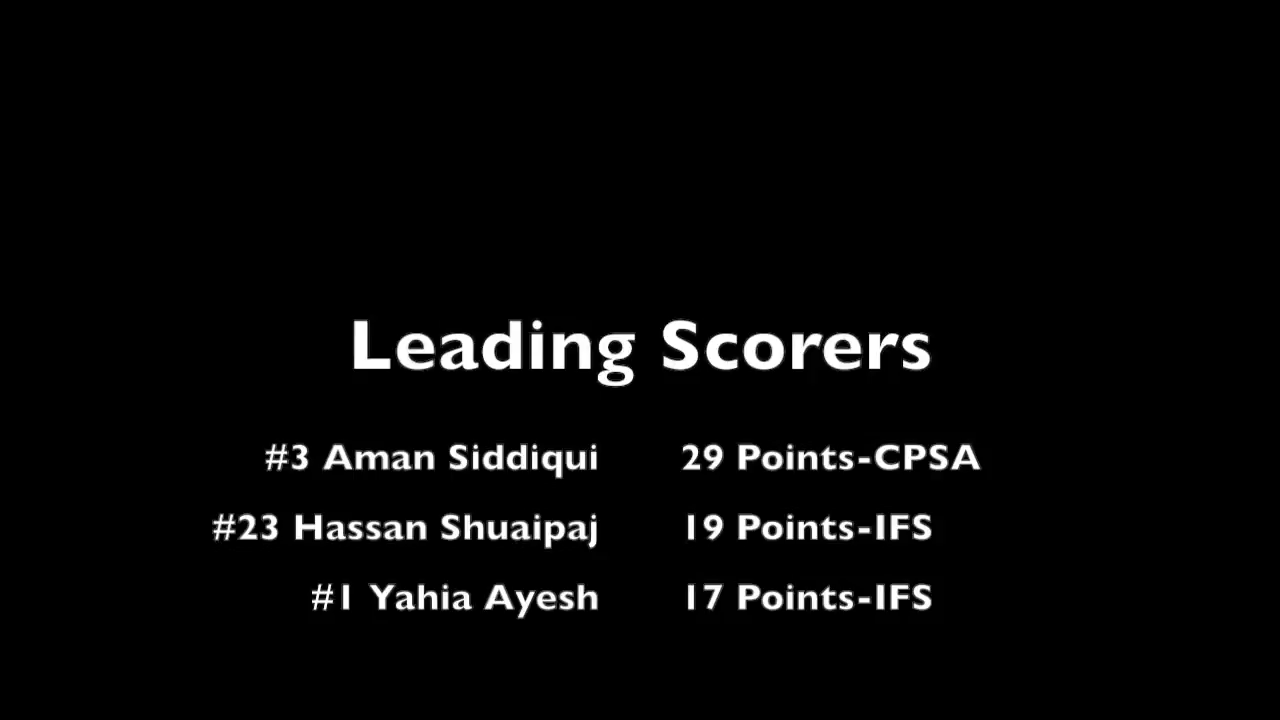 Leading Scorers
#3 Aman Siddiqui 29 Points-CPSA
#23 Hassan Shuaipaj 19 Points-IFS
#1 Yahia Ayesh 17 Points-IFS